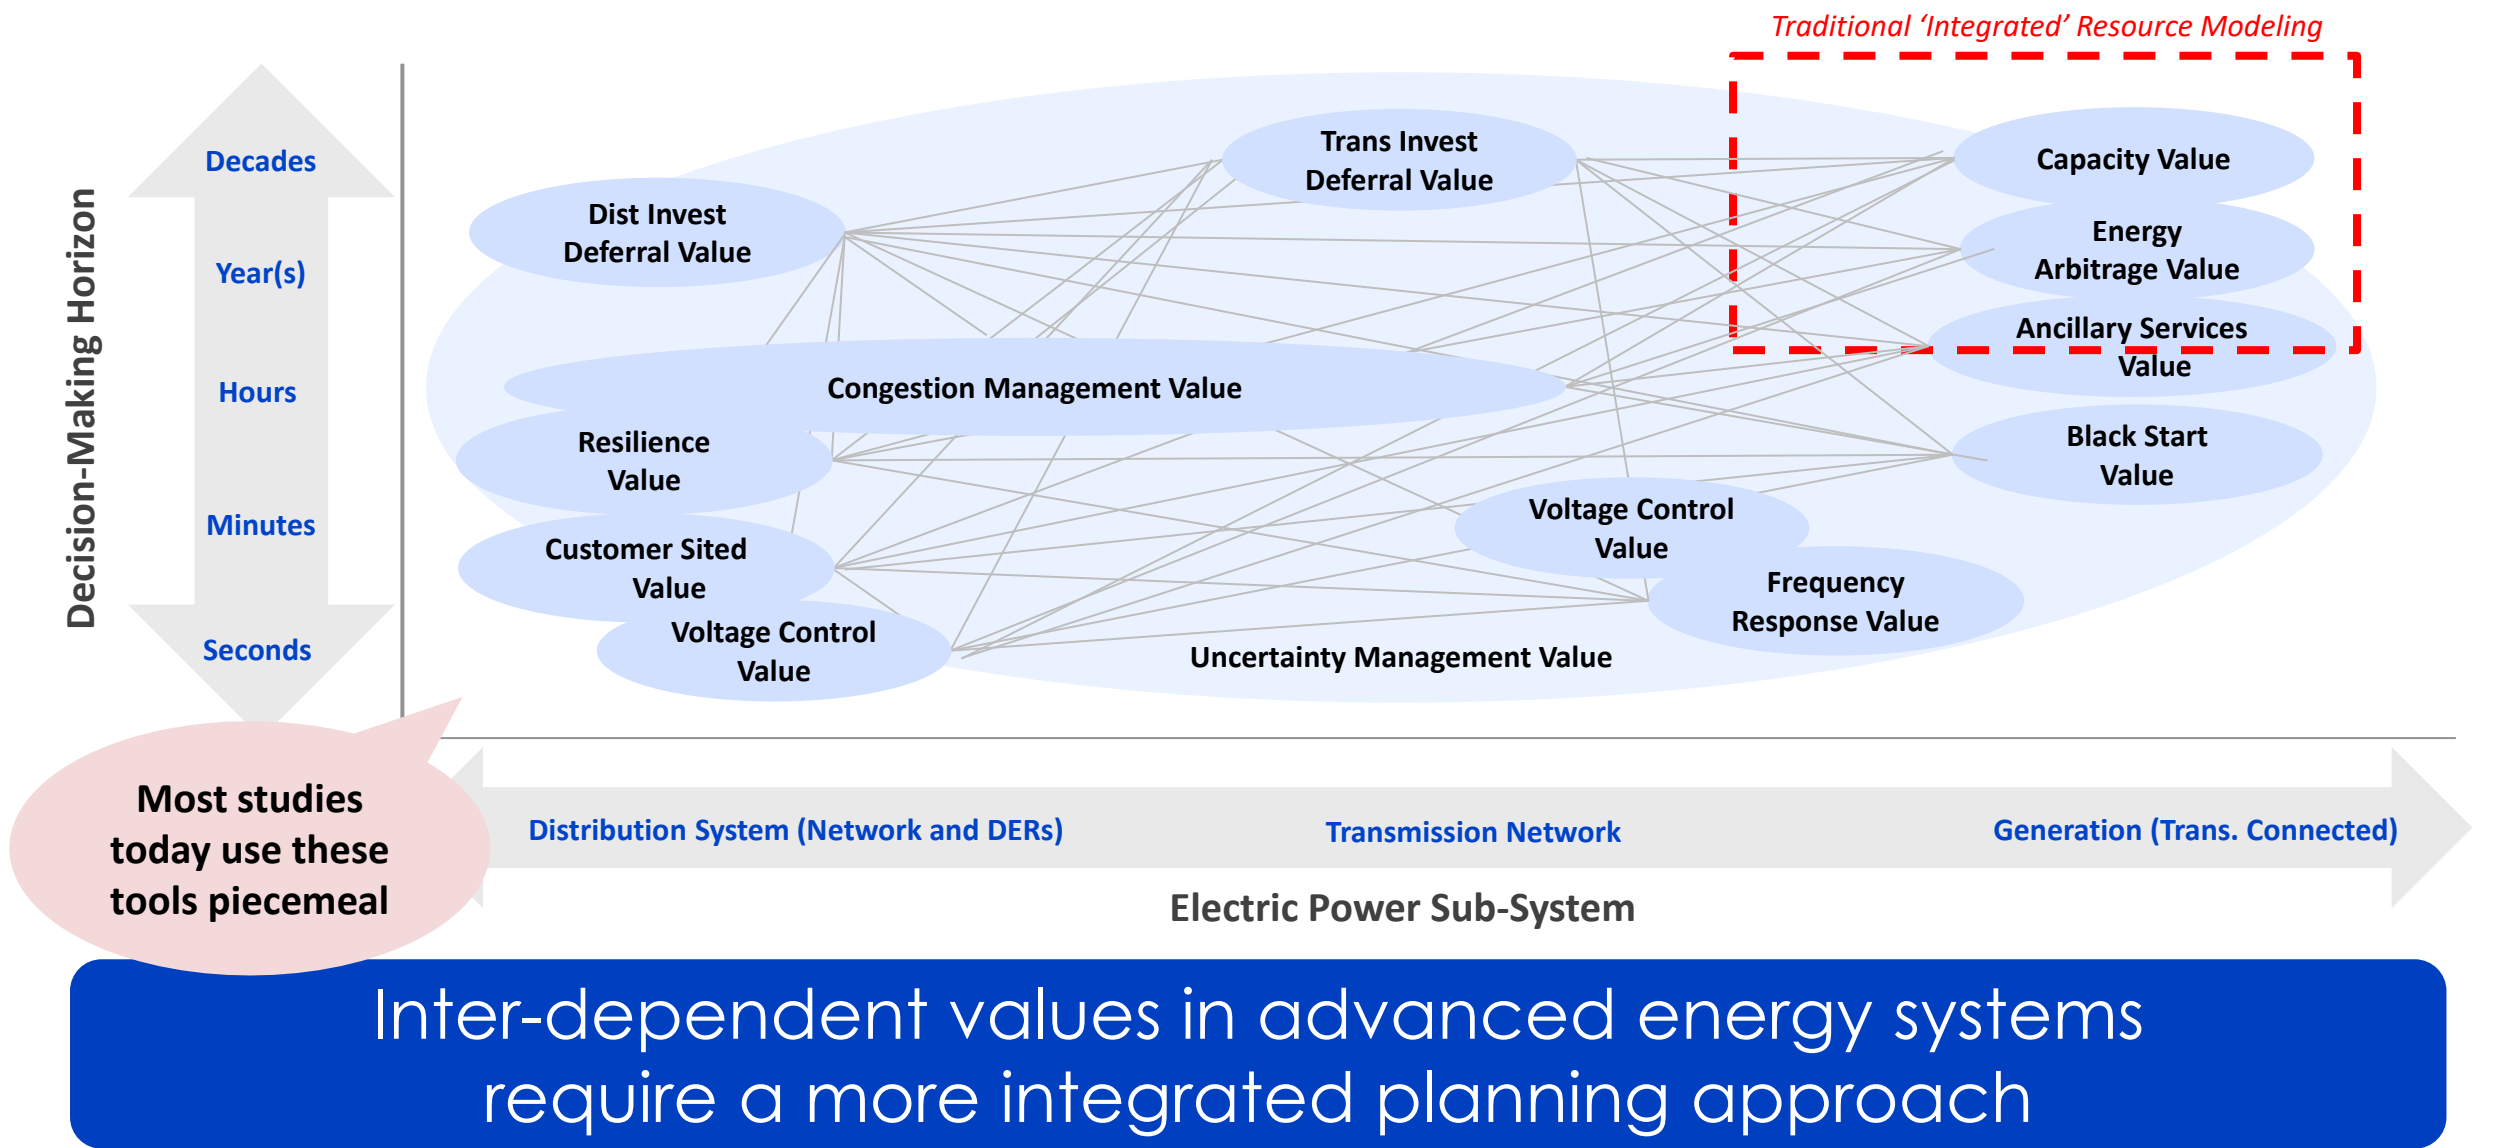 Traditional ‘Integrated’ Resource Modeling
Decision-Making Horizon
Decades
Year(s)
Hours
Minutes
Seconds
Trans Invest
Deferral Value
Capacity Value
Dist Invest
Deferral Value
Energy
Arbitrage Value
Ancillary Services
Value
Congestion Management Value
Resilience
Value
Black Start
Value
Voltage Control
Value
Customer Sited
Value
Frequency
Response Value
Voltage Control
Value
Uncertainty Management Value
Most studies
today use these
tools piecemeal
Distribution System (Network and DERs)
Transmission Network
Generation (Trans. Connected)
Electric Power Sub-System
Inter-dependent values in advanced energy systems
require a more integrated planning approach